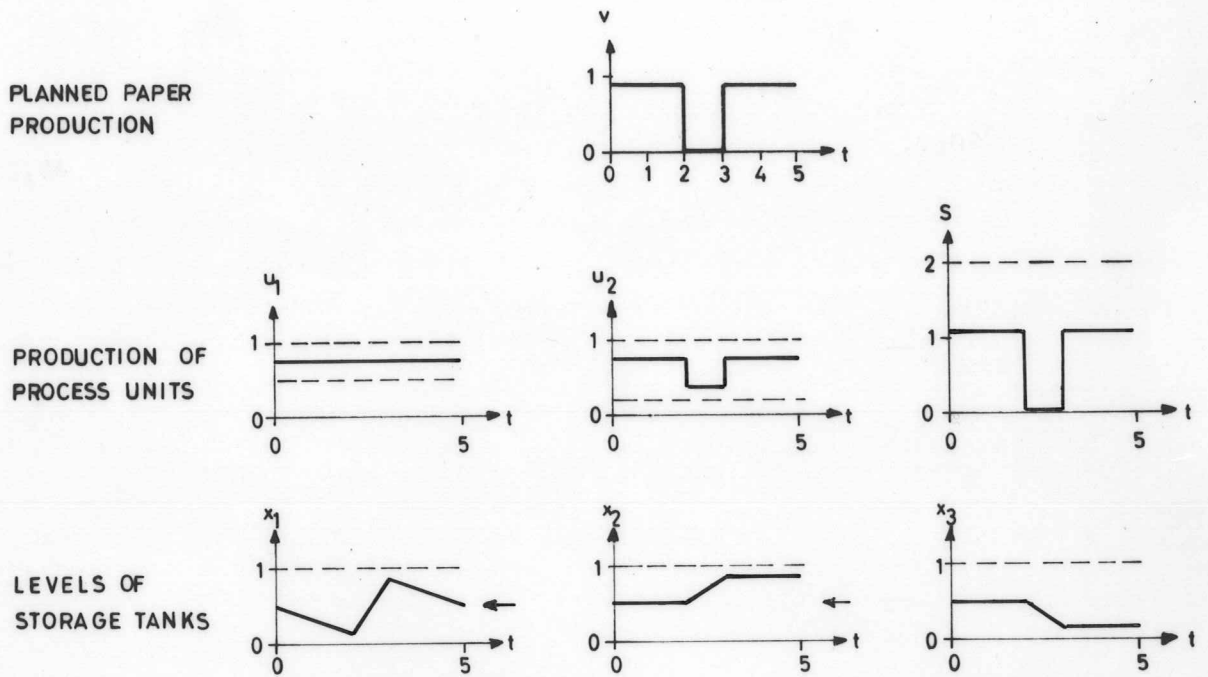 v
PLANNED PAPER
PRODUCTION
1
0
0 1 2 3 4 5 t
S
2
1
0
0 5 t
PRODUCTION OF
PROCESS UNITS
u1
1
0
0 5 t
u2
1
0
0 5 t
LEVELS OF
STORAGE TANKS
x1
1
0
0 5 t
x2
1
0
0 5 t
x3
1
0
0 5 t